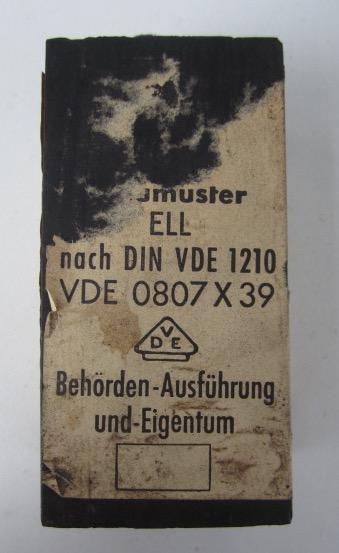 ELL
nach DIN VDE 1210
VDE 0807 X 39
VDE
Behörden-Ausführung
und-Eigentum